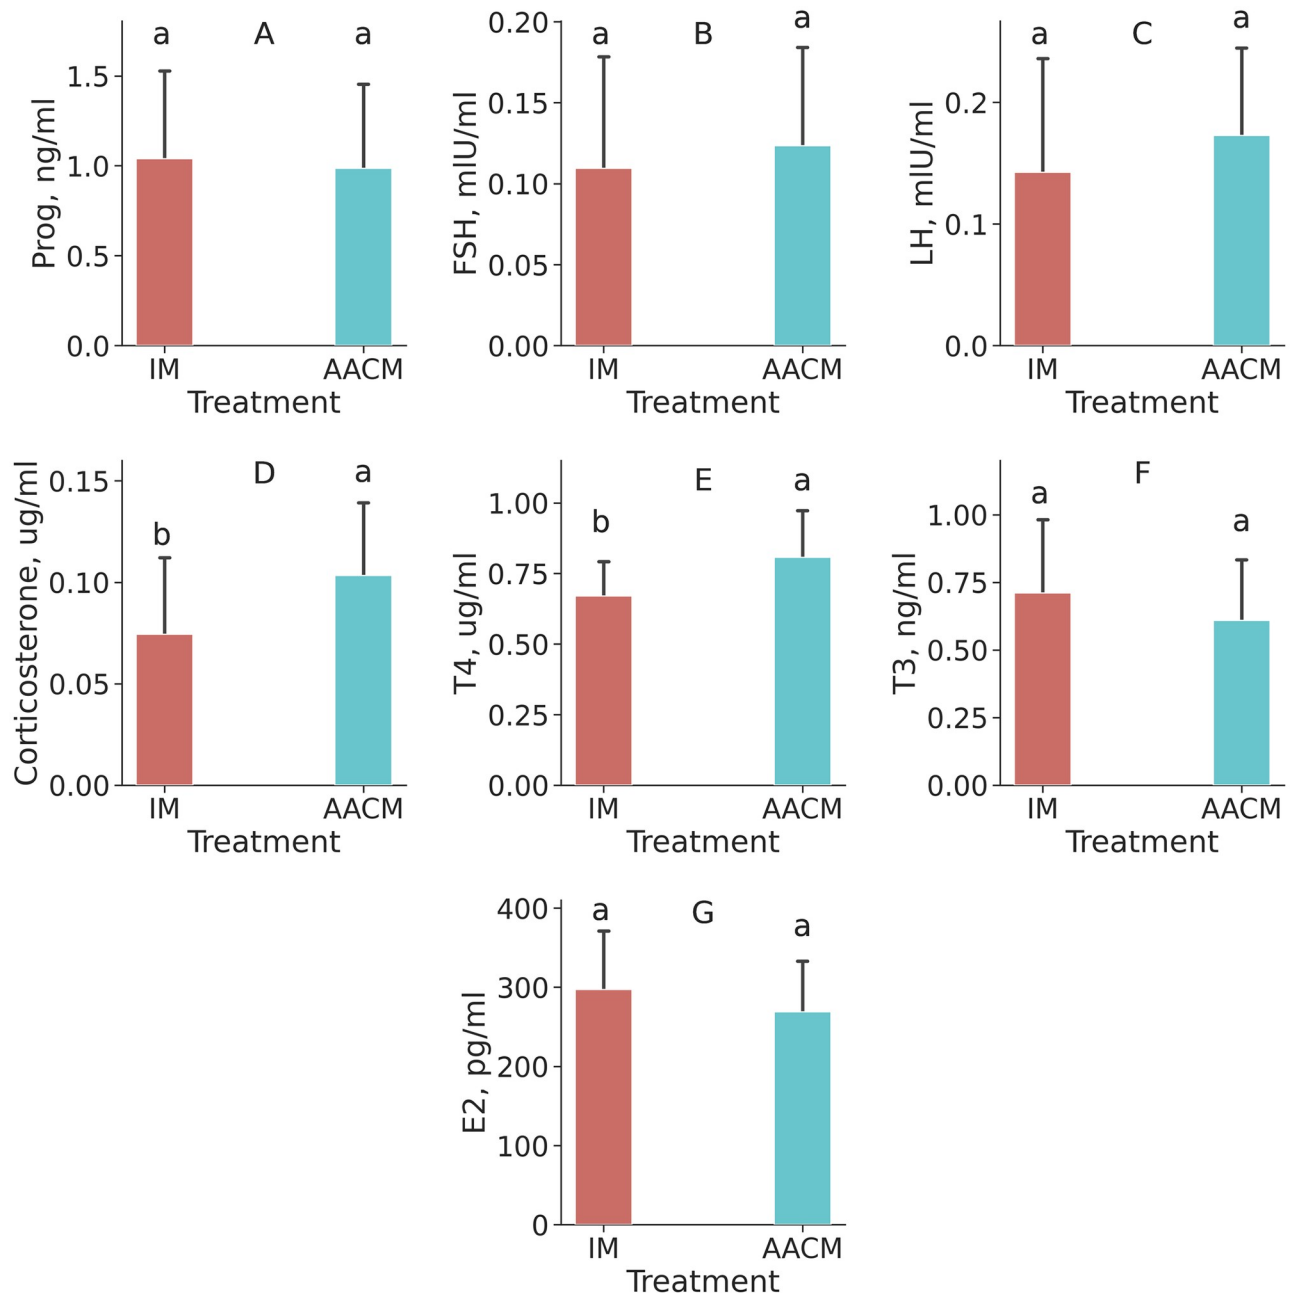 A
a
a
Prog, ng/ml
1.5
1.0
0.5
0.0
IM
AACM
Treatment
B
a
a
FSH, mIU/ml
0.20
0.15
0.10
0.05
0.00
IM
AACM
Treatment
C
a
a
LH, mIU/ml
0.2
0.1
0.0
IM
AACM
Treatment
D
b
a
Corticosterone, ug/ml
0.15
0.10
0.05
0.00
IM
AACM
Treatment
E
b
a
T4, ug/ml
1.00
0.75
0.50
0.25
0.00
IM
AACM
Treatment
F
a
a
T3, ng/ml
1.00
0.75
0.50
0.25
0.00
IM
AACM
Treatment
G
a
a
E2, pg/ml
400
300
200
100
0
IM
AACM
Treatment